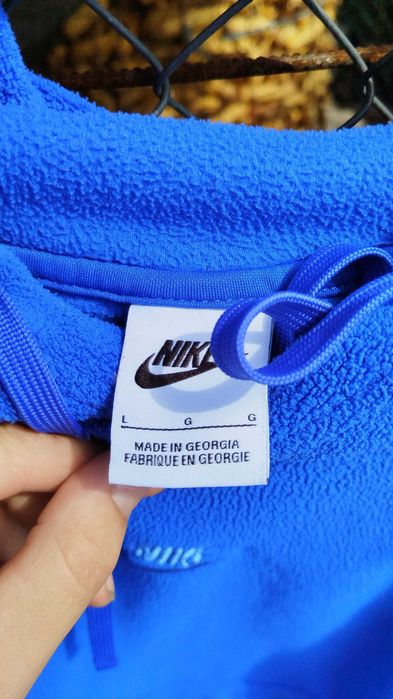 NIKE
L G G
MADE IN GEORGIA
FABRIQUE EN GEORGIE